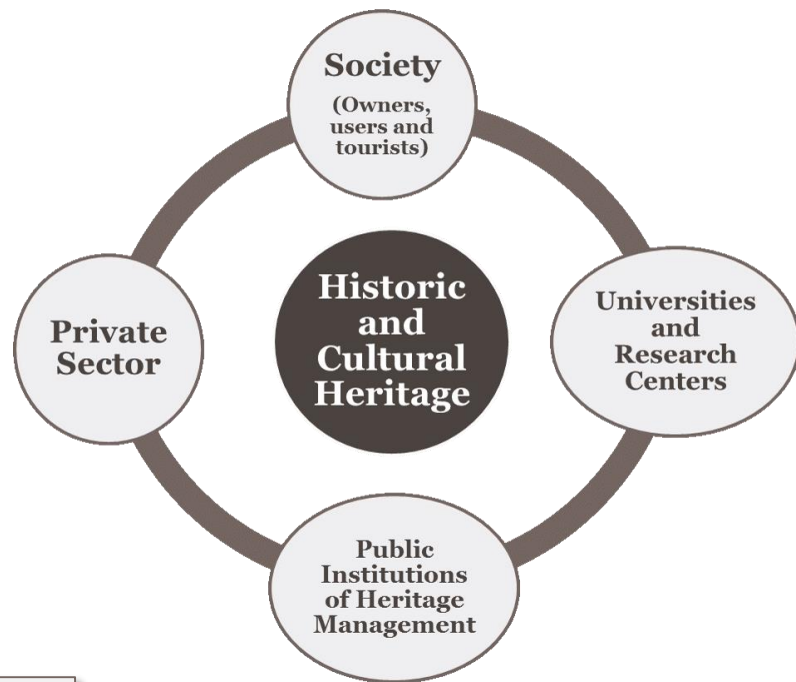 Society
(Owners,
users and
tourists)
Historic
and
Cultural
Heritage
Private
Sector
Universities
and
Research
Centers
Public
Institutions
of Heritage
Management